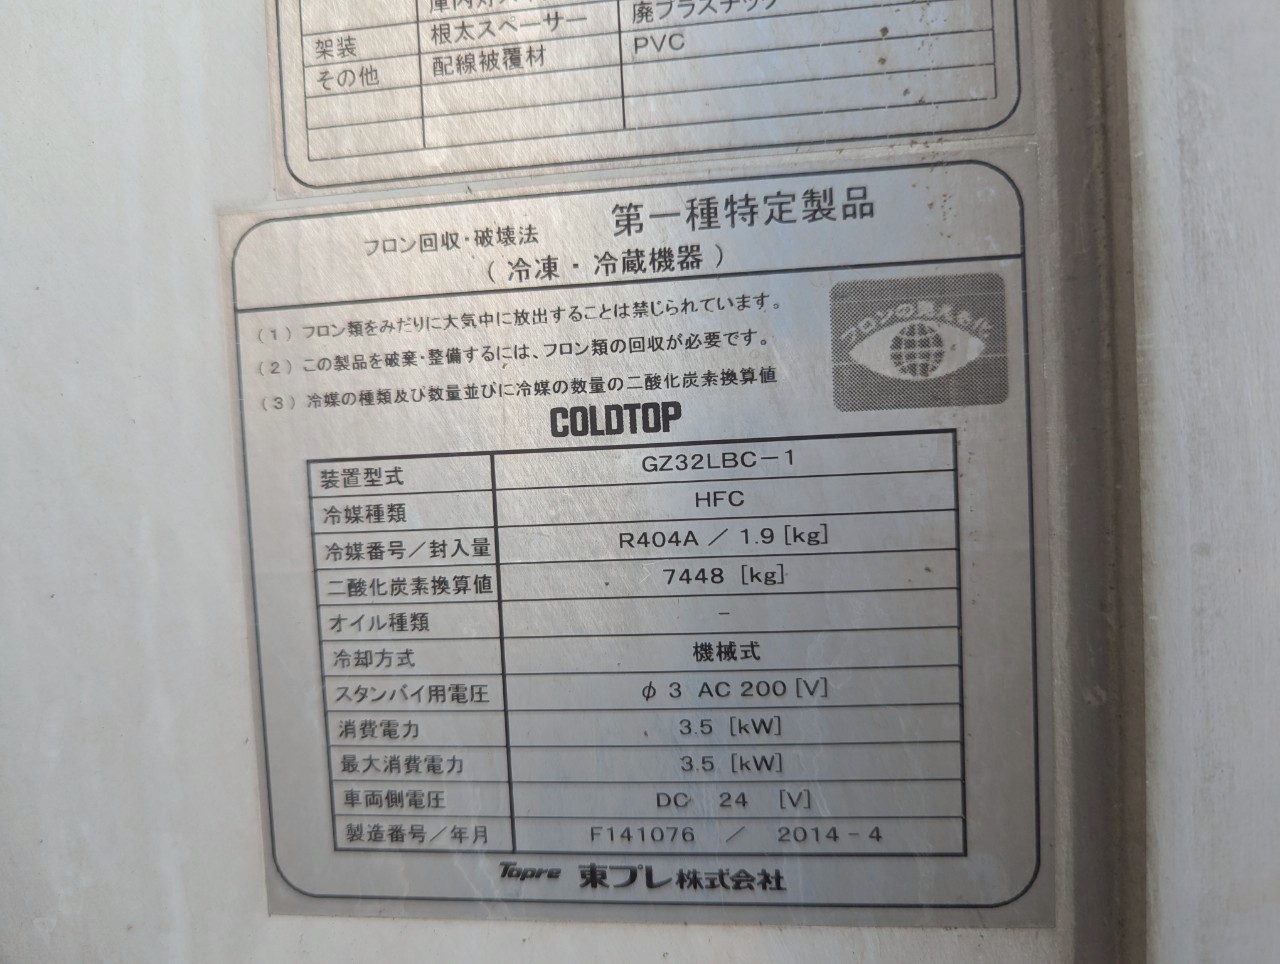 架装 根太スペーサー 廃プラスチック
その他 配線被覆材 PVC
フロン回収・破壊法 第一種特定製品
(冷凍・冷蔵機器)
(1) フロン類をみだりに大気中に放出することは禁じられています。
(2) この製品を破棄・整備するには、フロン類の回収が必要です。
(3) 冷媒の種類及び数量並びに冷媒の数量の二酸化炭素換算値
フロンの見える化
COLDTOP
装置型式 GZ32LBC-1
冷媒種類 HFC
冷媒番号/封入量 R404A / 1.9 [kg]
二酸化炭素換算値 7448 [kg]
オイル種類 -
冷却方式 機械式
スタンバイ用電圧 φ 3 AC 200 [V]
消費電力 3.5 [kW]
最大消費電力 3.5 [kW]
車両側電圧 DC 24 [V]
製造番号/年月 F141076 / 2014-4
Topre 東プレ株式会社